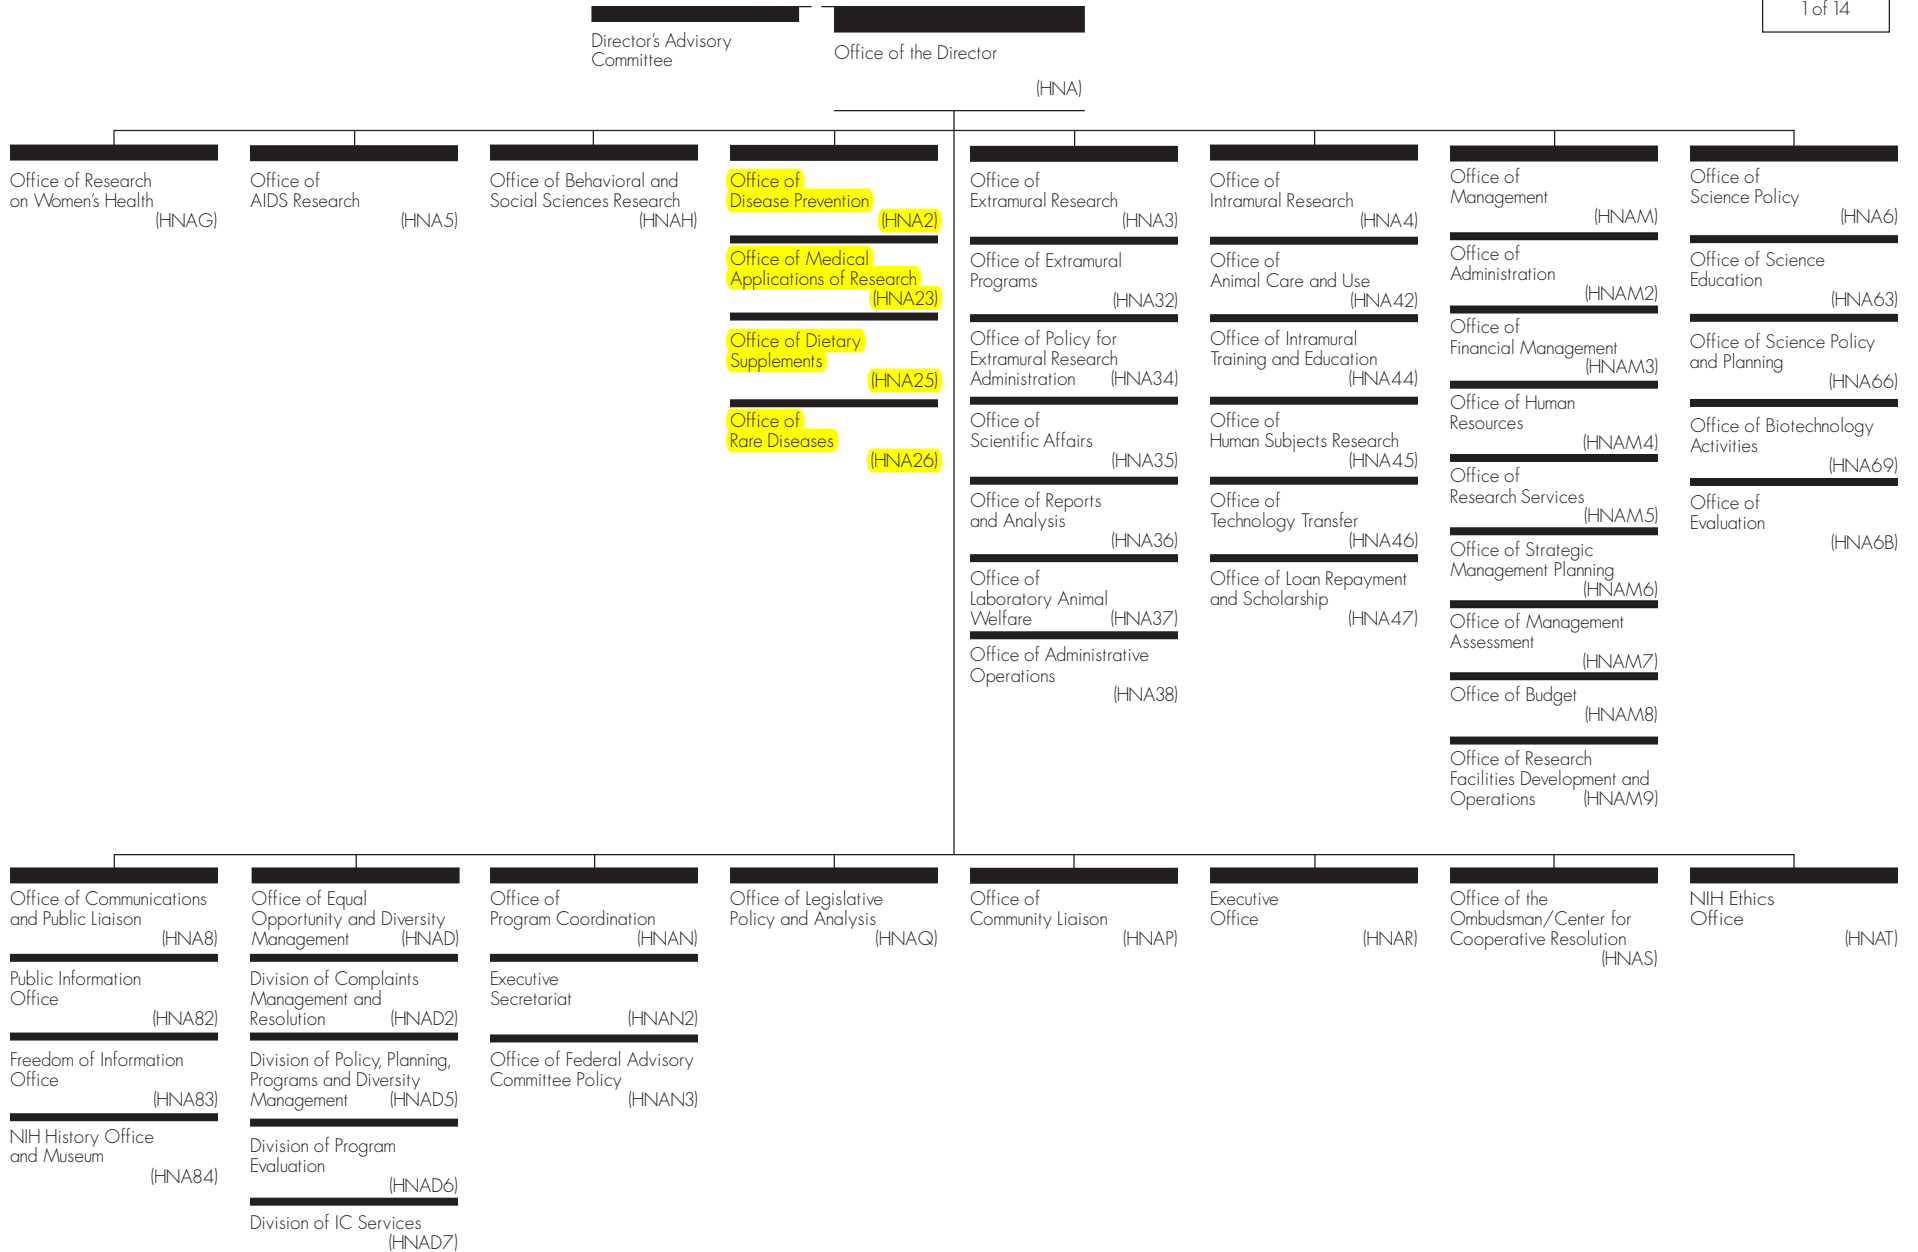 1 of 14
Director's Advisory
Committee
Office of the Director
(HNA)
Office of Research
on Women's Health
(HNAG)
Office of
AIDS Research
(HNA5)
Office of Behavioral and
Social Sciences Research
(HNAH)
Office of
Disease Prevention
(HNA2)
Office of Medical
Applications of Research
(HNA23)
Office of Dietary
Supplements
(HNA25)
Office of
Rare Diseases
(HNA26)
Office of
Extramural Research
(HNA3)
Office of Extramural
Programs
(HNA32)
Office of Policy for
Extramural Research
Administration (HNA34)
Office of
Scientific Affairs
(HNA35)
Office of Reports
and Analysis
(HNA36)
Office of
Laboratory Animal
Welfare (HNA37)
Office of Administrative
Operations
(HNA38)
Office of
Intramural Research
(HNA4)
Office of
Animal Care and Use
(HNA42)
Office of Intramural
Training and Education
(HNA44)
Office of
Human Subjects Research
(HNA45)
Office of
Technology Transfer
(HNA46)
Office of Loan Repayment
and Scholarship
(HNA47)
Office of
Management
(HNAM)
Office of
Administration
(HNAM2)
Office of
Financial Management
(HNAM3)
Office of Human
Resources
(HNAM4)
Office of
Research Services
(HNAM5)
Office of Strategic
Management Planning
(HNAM6)
Office of Management
Assessment
(HNAM7)
Office of Budget
(HNAM8)
Office of Research
Facilities Development and
Operations (HNAM9)
Office of
Science Policy
(HNA6)
Office of Science
Education
(HNA63)
Office of Science Policy
and Planning
(HNA66)
Office of Biotechnology
Activities
(HNA69)
Office of
Evaluation
(HNA6B)
Office of Communications
and Public Liaison
(HNA8)
Public Information
Office
(HNA82)
Freedom of Information
Office
(HNA83)
NIH History Office
and Museum
(HNA84)
Office of Equal
Opportunity and Diversity
Management (HNAD)
Division of Complaints
Management and
Resolution (HNAD2)
Division of Policy, Planning,
Programs and Diversity
Management (HNAD5)
Division of Program
Evaluation
(HNAD6)
Division of IC Services
(HNAD7)
Office of
Program Coordination
(HNAN)
Executive
Secretariat
(HNAN2)
Office of Federal Advisory
Committee Policy
(HNAN3)
Office of Legislative
Policy and Analysis
(HNAQ)
Office of
Community Liaison
(HNAP)
Executive
Office
(HNAR)
Office of the
Ombudsman/Center for
Cooperative Resolution
(HNAS)
NIH Ethics
Office
(HNAT)